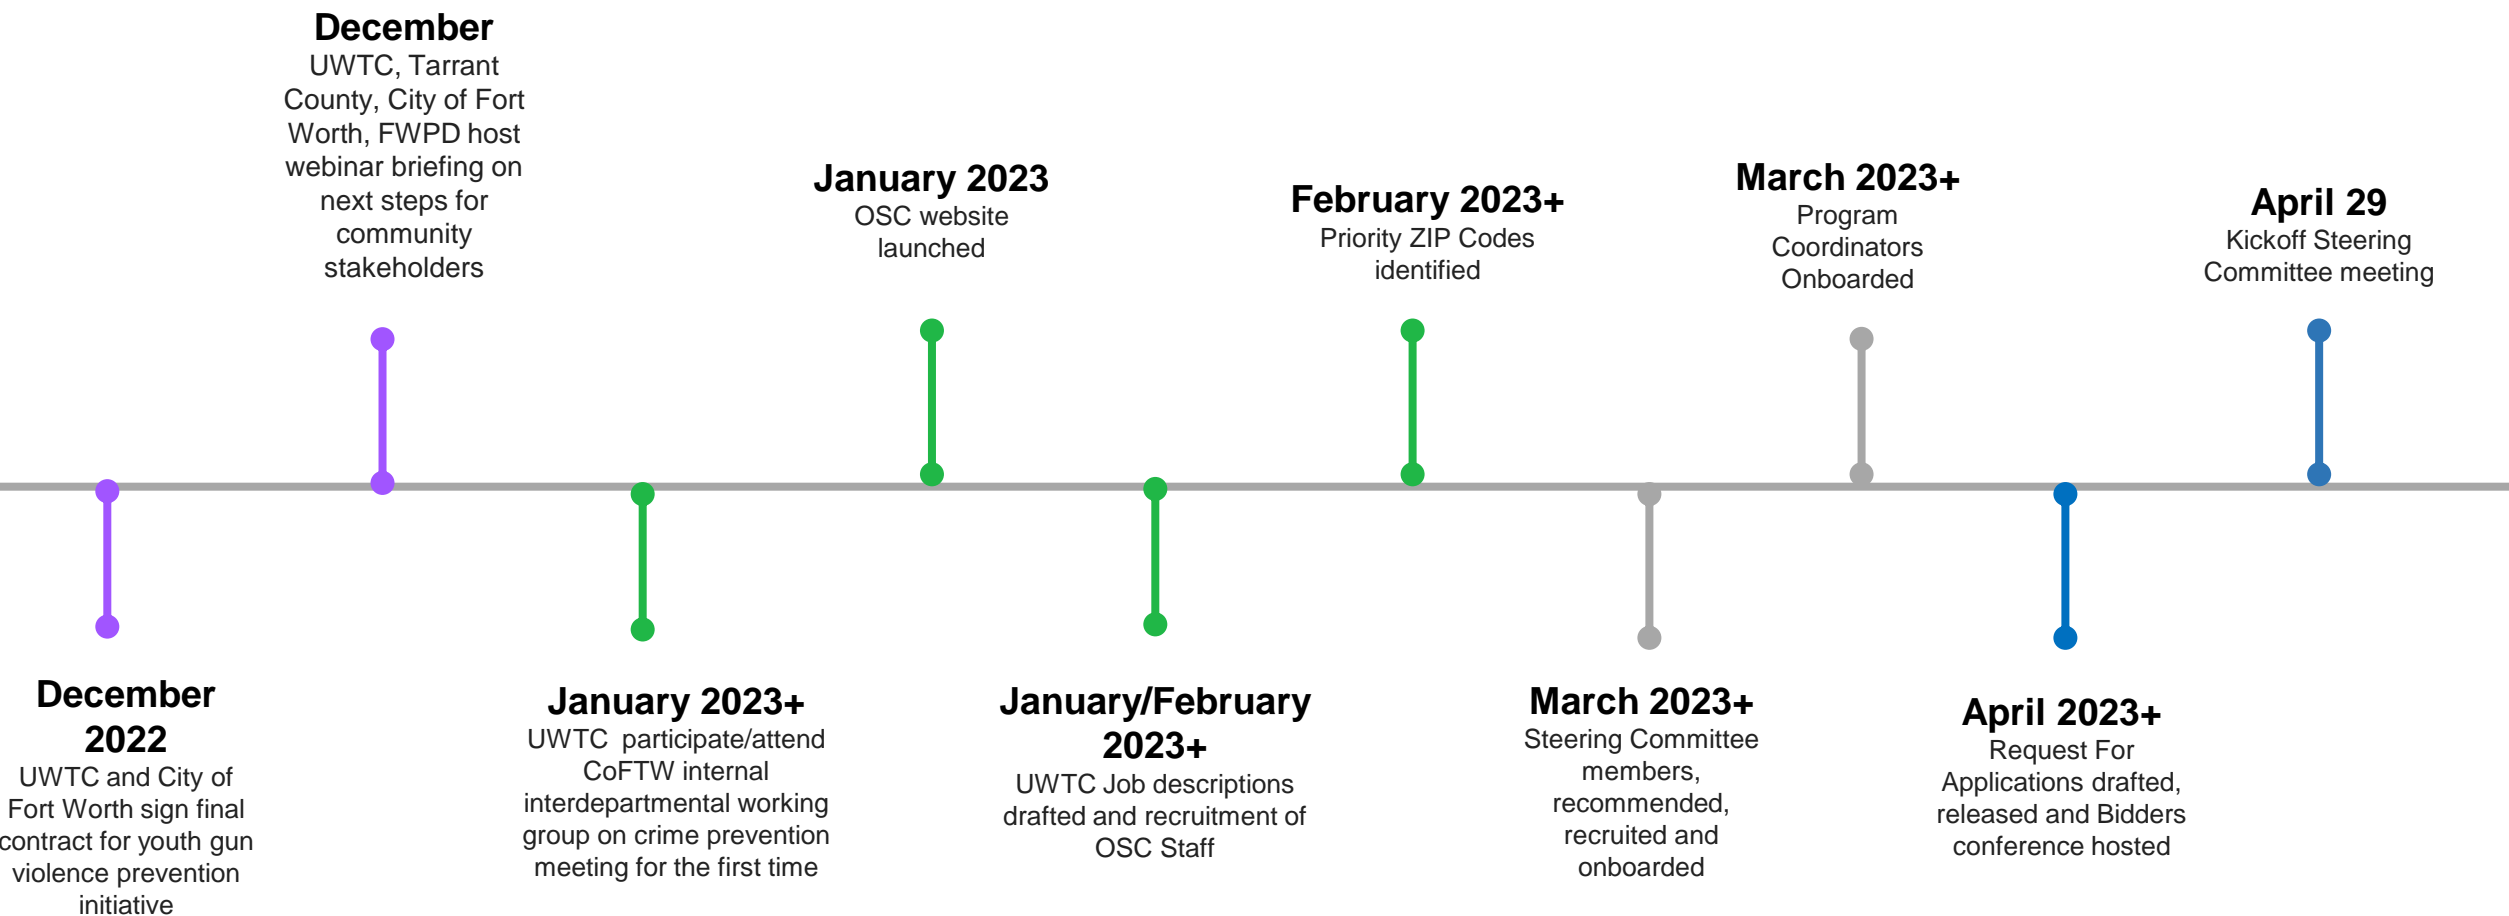 December
UWTC, Tarrant
County, City of Fort
Worth, FWPD host
webinar briefing on
next steps for
community
stakeholders
January 2023
OSC website
launched
February 2023+
Priority ZIP Codes
identified
March 2023+
Program
Coordinators
Onboarded
April 29
Kickoff Steering
Committee meeting
December
2022
UWTC and City of
Fort Worth sign final
contract for youth gun
violence prevention
initiative
January 2023+
UWTC participate/attend
CoFTW internal
interdepartmental working
group on crime prevention
meeting for the first time
January/February
2023+
UWTC Job descriptions
drafted and recruitment of
OSC Staff
March 2023+
Steering Committee
members,
recommended,
recruited and
onboarded
April 2023+
Request For
Applications drafted,
released and Bidders
conference hosted